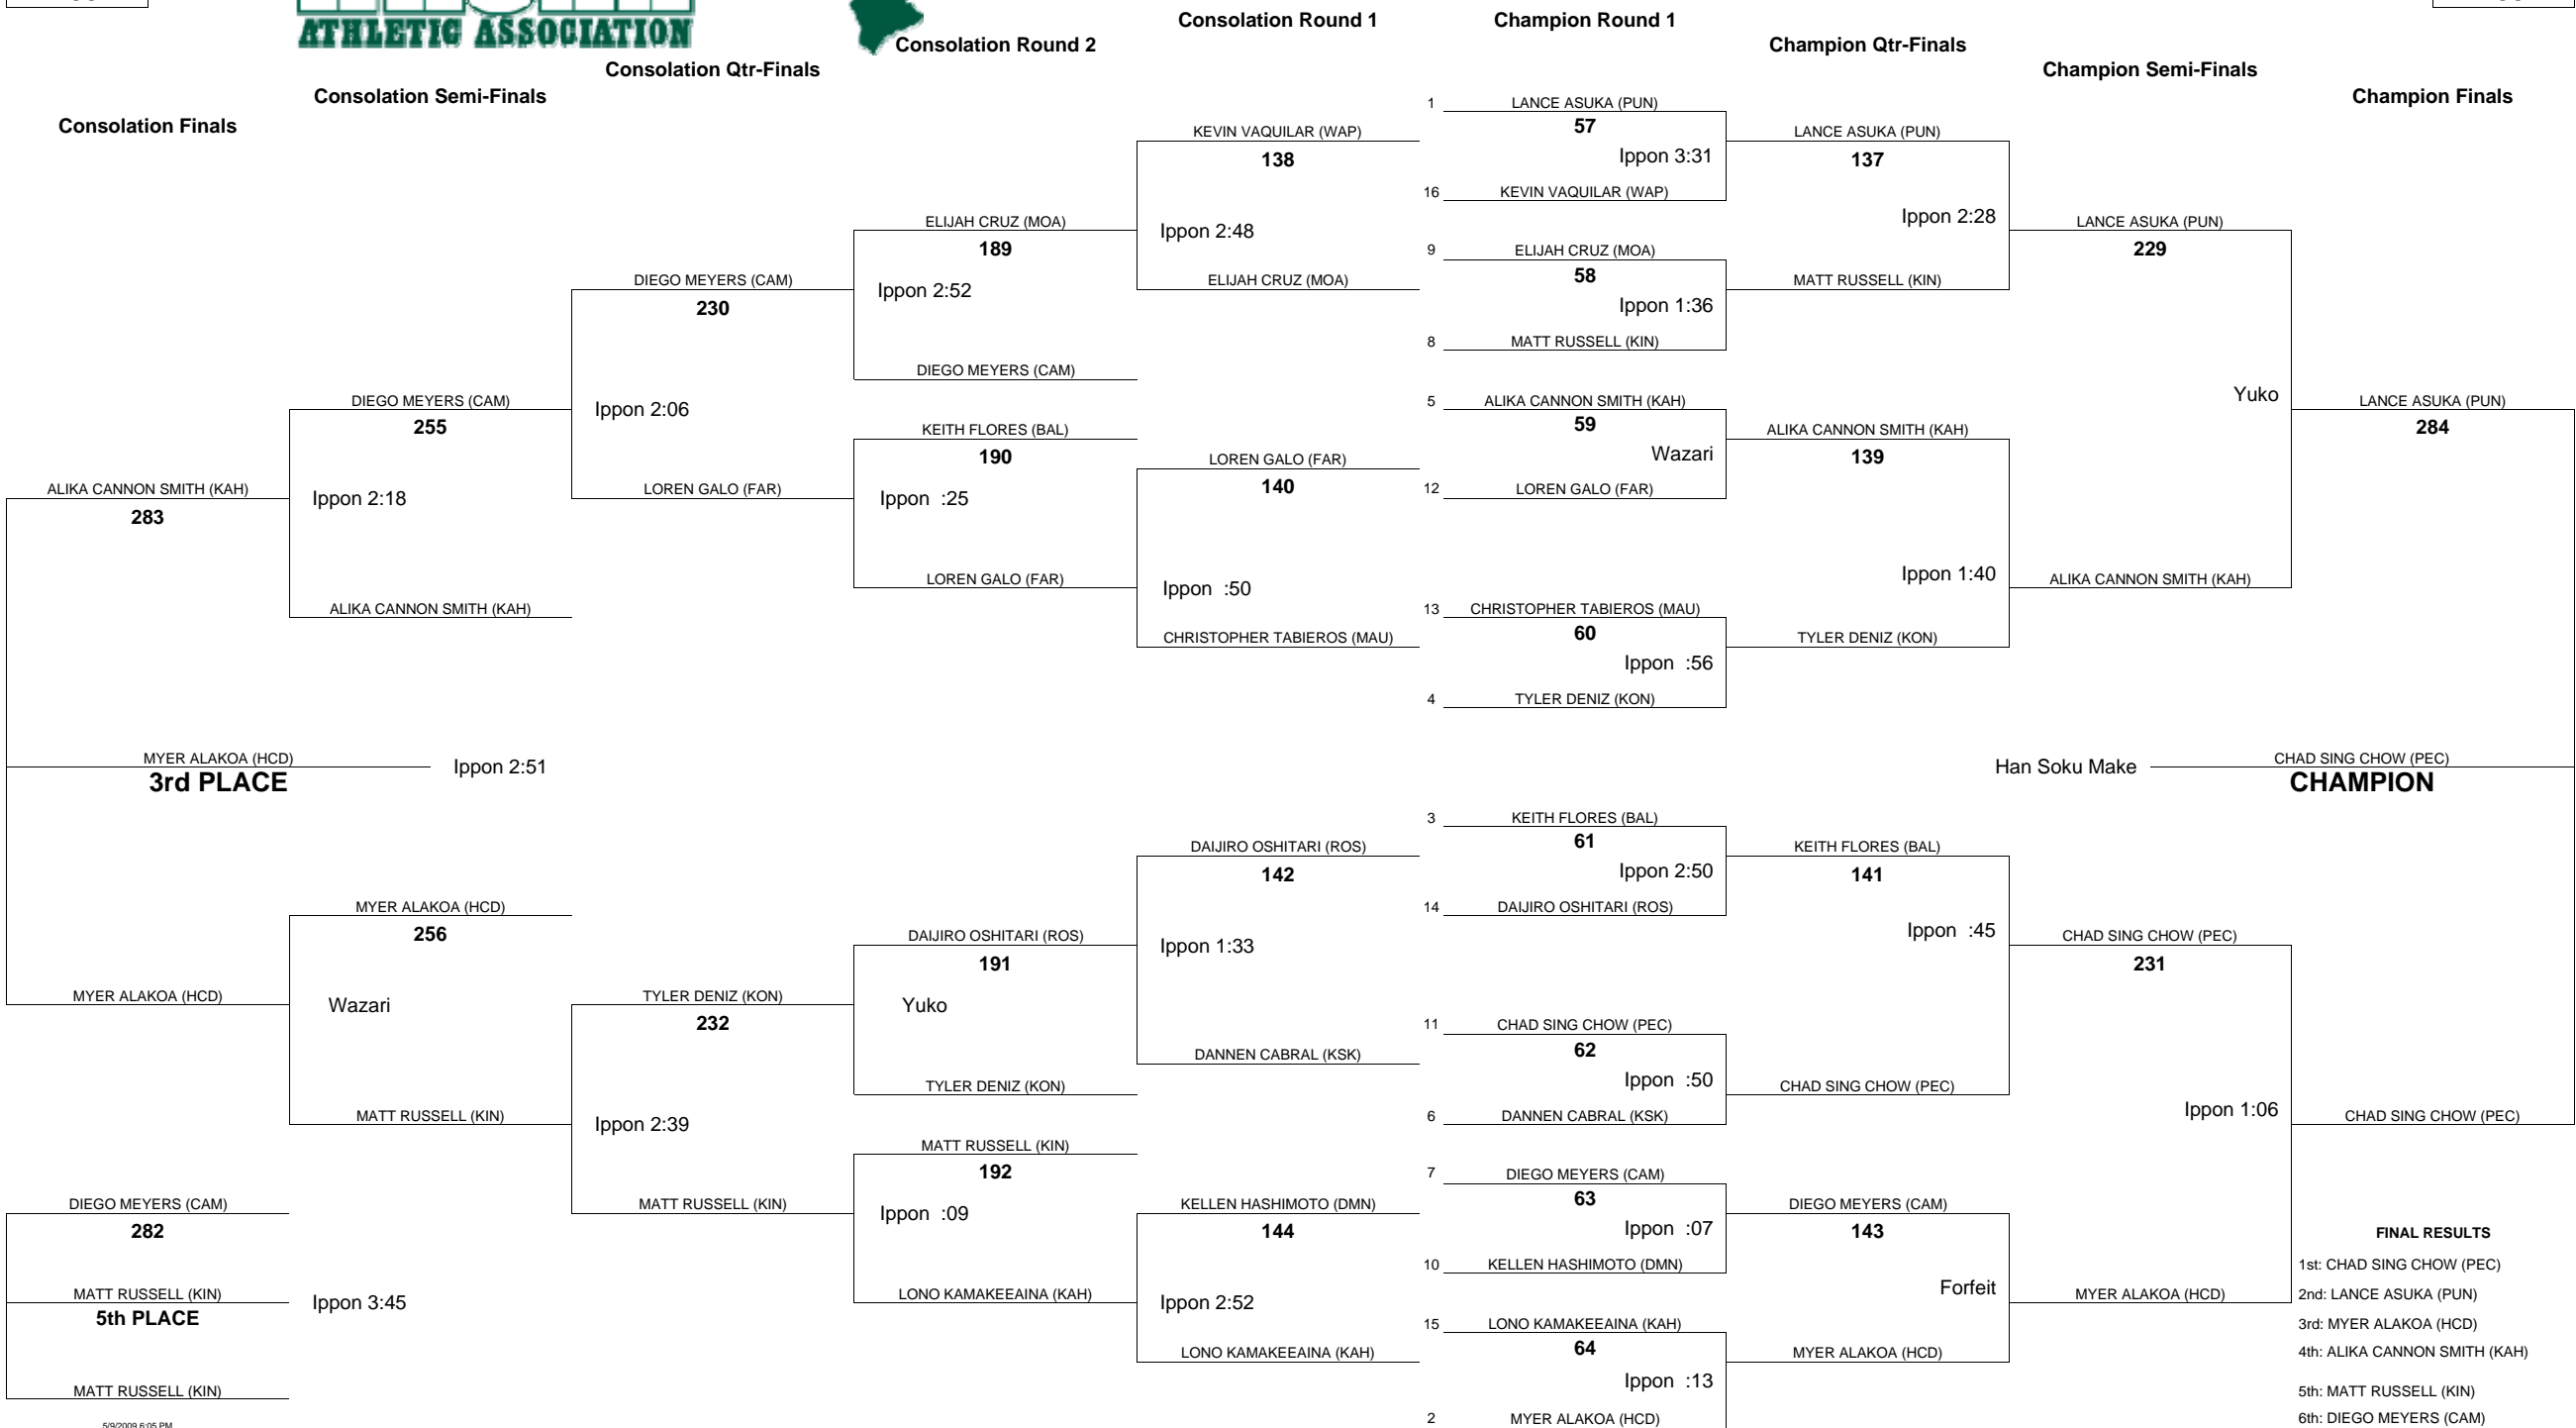 ATHLETIC ASSOCIATION
Consolation Round 1
Champion Round 1
Consolation Round 2
Champion Qtr-Finals
Consolation Qtr-Finals
Champion Semi-Finals
Consolation Semi-Finals
Champion Finals
Consolation Finals
1 LANCE ASUKA (PUN)
57
Ippon 3:31
16 KEVIN VAQUILAR (WAP)
9 ELIJAH CRUZ (MOA)
58
Ippon 1:36
8 MATT RUSSELL (KIN)
5 ALIKA CANNON SMITH (KAH)
59
Wazari
12 LOREN GALO (FAR)
13 CHRISTOPHER TABIEROS (MAU)
60
Ippon :56
4 TYLER DENIZ (KON)
3 KEITH FLORES (BAL)
61
Ippon 2:50
14 DAIJIRO OSHITARI (ROS)
11 CHAD SING CHOW (PEC)
62
Ippon :50
6 DANNEN CABRAL (KSK)
7 DIEGO MEYERS (CAM)
63
Ippon :07
10 KELLEN HASHIMOTO (DMN)
15 LONO KAMAKEEAINA (KAH)
64
Ippon :13
2 MYER ALAKOA (HCD)
LANCE ASUKA (PUN)
137
Ippon 2:28
MATT RUSSELL (KIN)
ALIKA CANNON SMITH (KAH)
139
Ippon 1:40
TYLER DENIZ (KON)
KEITH FLORES (BAL)
141
Ippon :45
CHAD SING CHOW (PEC)
DIEGO MEYERS (CAM)
143
Forfeit
MYER ALAKOA (HCD)
LANCE ASUKA (PUN)
229
Yuko
ALIKA CANNON SMITH (KAH)
CHAD SING CHOW (PEC)
231
Ippon 1:06
MYER ALAKOA (HCD)
LANCE ASUKA (PUN)
284
Han Soku Make
CHAD SING CHOW (PEC)
CHAMPION
CHAD SING CHOW (PEC)
KEVIN VAQUILAR (WAP)
138
Ippon 2:48
ELIJAH CRUZ (MOA)
LOREN GALO (FAR)
140
Ippon :50
CHRISTOPHER TABIEROS (MAU)
DAIJIRO OSHITARI (ROS)
142
Ippon 1:33
DANNEN CABRAL (KSK)
KELLEN HASHIMOTO (DMN)
144
Ippon 2:52
LONO KAMAKEEAINA (KAH)
ELIJAH CRUZ (MOA)
189
Ippon 2:52
DIEGO MEYERS (CAM)
KEITH FLORES (BAL)
190
Ippon :25
LOREN GALO (FAR)
DAIJIRO OSHITARI (ROS)
191
Yuko
TYLER DENIZ (KON)
MATT RUSSELL (KIN)
192
Ippon :09
LONO KAMAKEEAINA (KAH)
DIEGO MEYERS (CAM)
230
Ippon 2:06
LOREN GALO (FAR)
TYLER DENIZ (KON)
232
Ippon 2:39
MATT RUSSELL (KIN)
DIEGO MEYERS (CAM)
255
Ippon 2:18
ALIKA CANNON SMITH (KAH)
MYER ALAKOA (HCD)
256
Wazari
MATT RUSSELL (KIN)
ALIKA CANNON SMITH (KAH)
283
MYER ALAKOA (HCD)
3rd PLACE
Ippon 2:51
MYER ALAKOA (HCD)
DIEGO MEYERS (CAM)
282
MATT RUSSELL (KIN)
5th PLACE
Ippon 3:45
MATT RUSSELL (KIN)
5/9/2009 6:05 PM
FINAL RESULTS
1st: CHAD SING CHOW (PEC)
2nd: LANCE ASUKA (PUN)
3rd: MYER ALAKOA (HCD)
4th: ALIKA CANNON SMITH (KAH)
5th: MATT RUSSELL (KIN)
6th: DIEGO MEYERS (CAM)